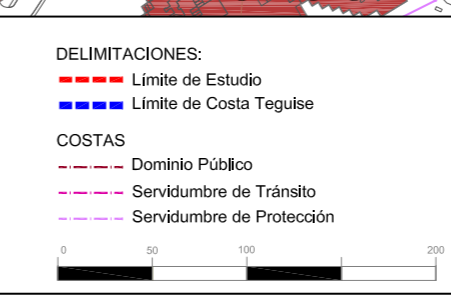 DELIMITACIONES:
Límite de Estudio
Límite de Costa Teguise
COSTAS
Dominio Público
Servidumbre de Tránsito
Servidumbre de Protección
0 50 100 200